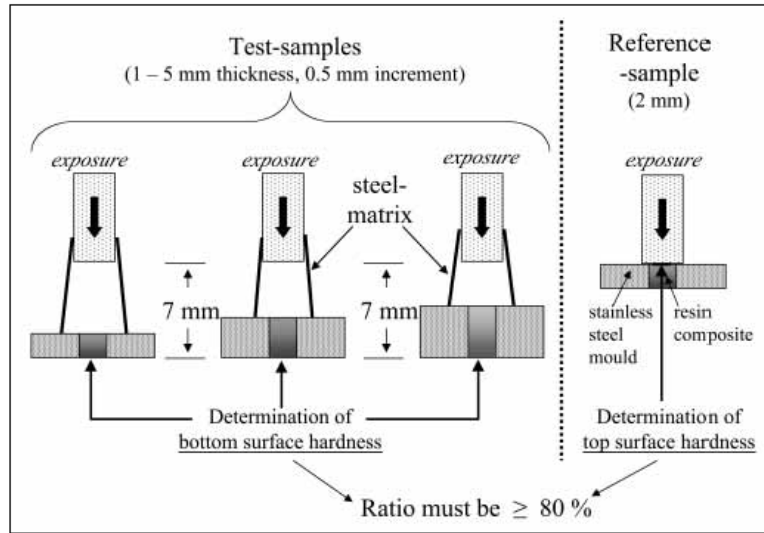 Test-samples
(1 – 5 mm thickness, 0.5 mm increment)
Reference
-sample
(2 mm)
exposure
exposure
exposure
exposure
steel-
matrix
7 mm
7 mm
stainless
steel
mould
resin
composite
Determination of
bottom surface hardness
Determination of
top surface hardness
Ratio must be ≥ 80 %